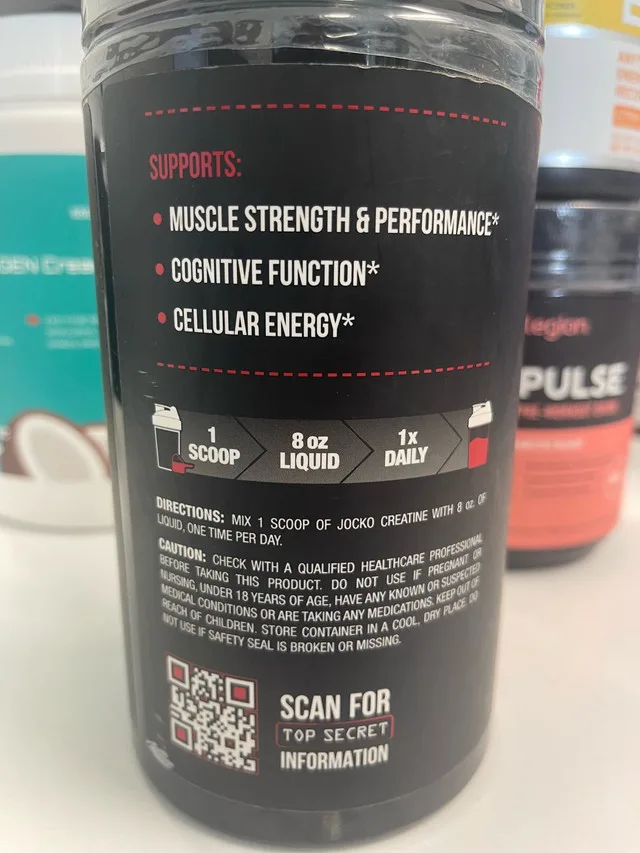 SUPPORTS:
• MUSCLE STRENGTH & PERFORMANCE*
• COGNITIVE FUNCTION*
• CELLULAR ENERGY*
1
SCOOP
8 oz
LIQUID
1x
DAILY
DIRECTIONS: MIX 1 SCOOP OF JOCKO CREATINE WITH 8 oz. OF
LIQUID, ONE TIME PER DAY.
CAUTION: CHECK WITH A QUALIFIED HEALTHCARE PROFESSIONAL
BEFORE TAKING THIS PRODUCT. DO NOT USE IF PREGNANT OR
NURSING, UNDER 18 YEARS OF AGE, HAVE ANY KNOWN OR SUSPECTED
MEDICAL CONDITIONS OR ARE TAKING ANY MEDICATIONS. KEEP OUT OF
REACH OF CHILDREN. STORE CONTAINER IN A COOL, DRY PLACE. DO
NOT USE IF SAFETY SEAL IS BROKEN OR MISSING.
SCAN FOR
TOP SECRET
INFORMATION
Legion
PULSE